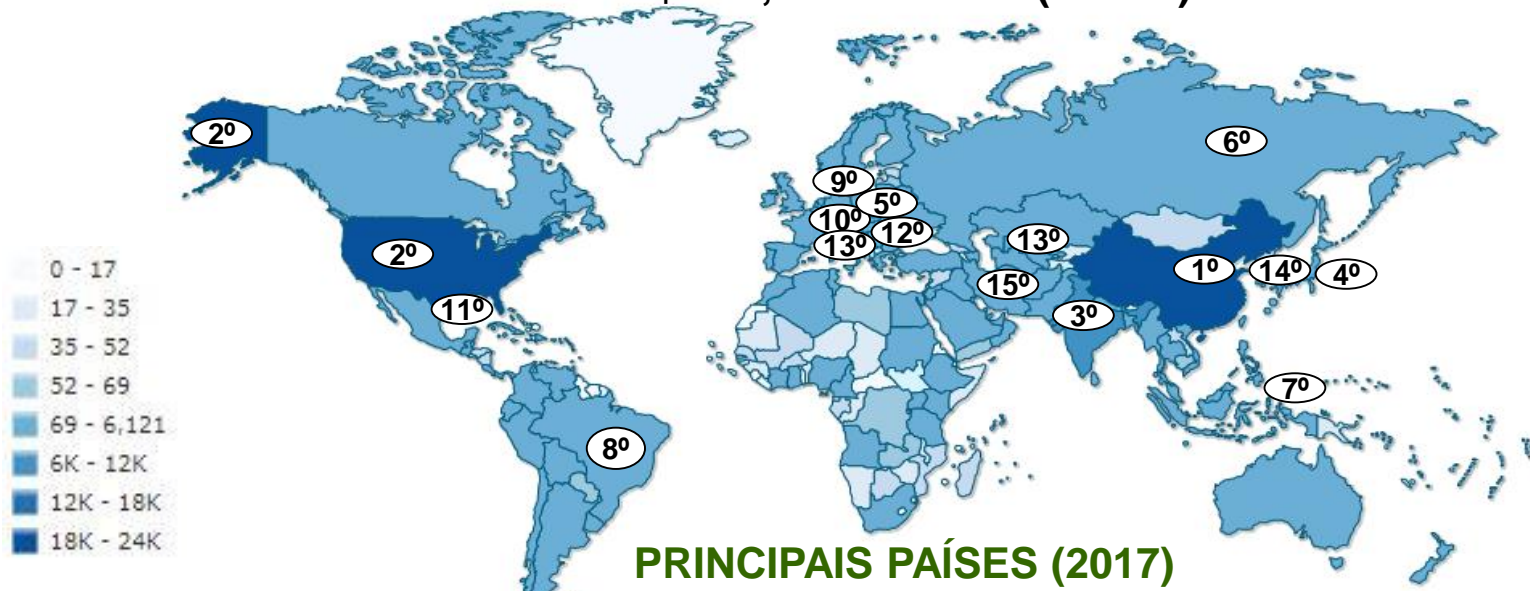 2º
6º
9º
5º
10º
12º
13º
13º
2º
1º
14º
4º
15º
11º
3º
7º
8º
0 - 17
17 - 35
35 - 52
52 - 69
69 - 6,121
6K - 12K
12K - 18K
18K - 24K
PRINCIPAIS PAÍSES (2017)